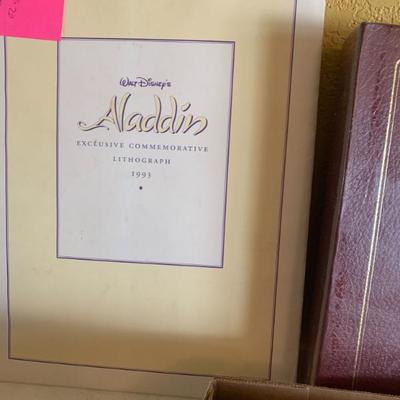 Walt Disney's
Aladdin
EXCLUSIVE COMMEMORATIVE
LITHOGRAPH
1993